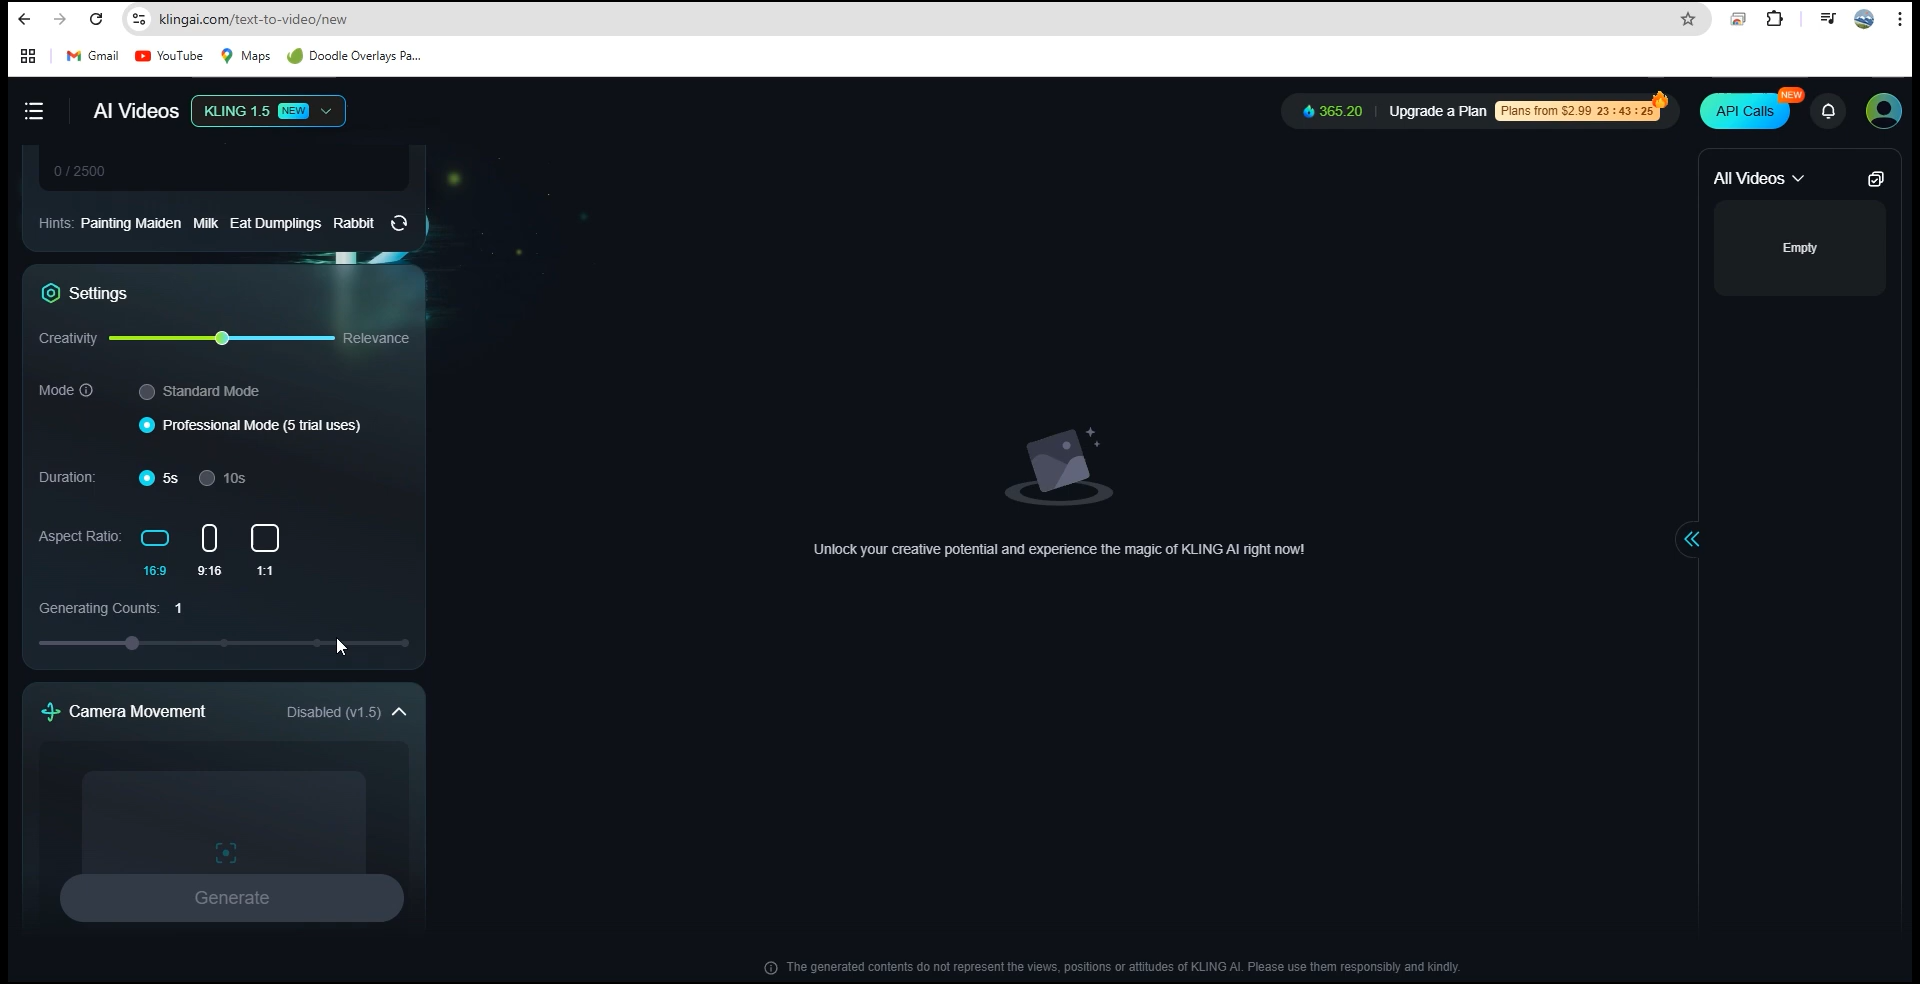 klingai.com/text-to-video/new
Gmail YouTube Maps Doodle Overlays Pa...
AI Videos KLING 1.5 NEW
365.20 Upgrade a Plan Plans from $2.99 23 : 43 : 25 API Calls NEW
0 / 2500
Hints: Painting Maiden Milk Eat Dumplings Rabbit
Settings
Creativity Relevance
Mode Standard Mode
Professional Mode (5 trial uses)
Duration: 5s 10s
Aspect Ratio:
16:9 9:16 1:1
Generating Counts: 1
Camera Movement Disabled (v1.5)
Generate
Unlock your creative potential and experience the magic of KLING AI right now!
All Videos
Empty
The generated contents do not represent the views, positions or attitudes of KLING AI. Please use them responsibly and kindly.